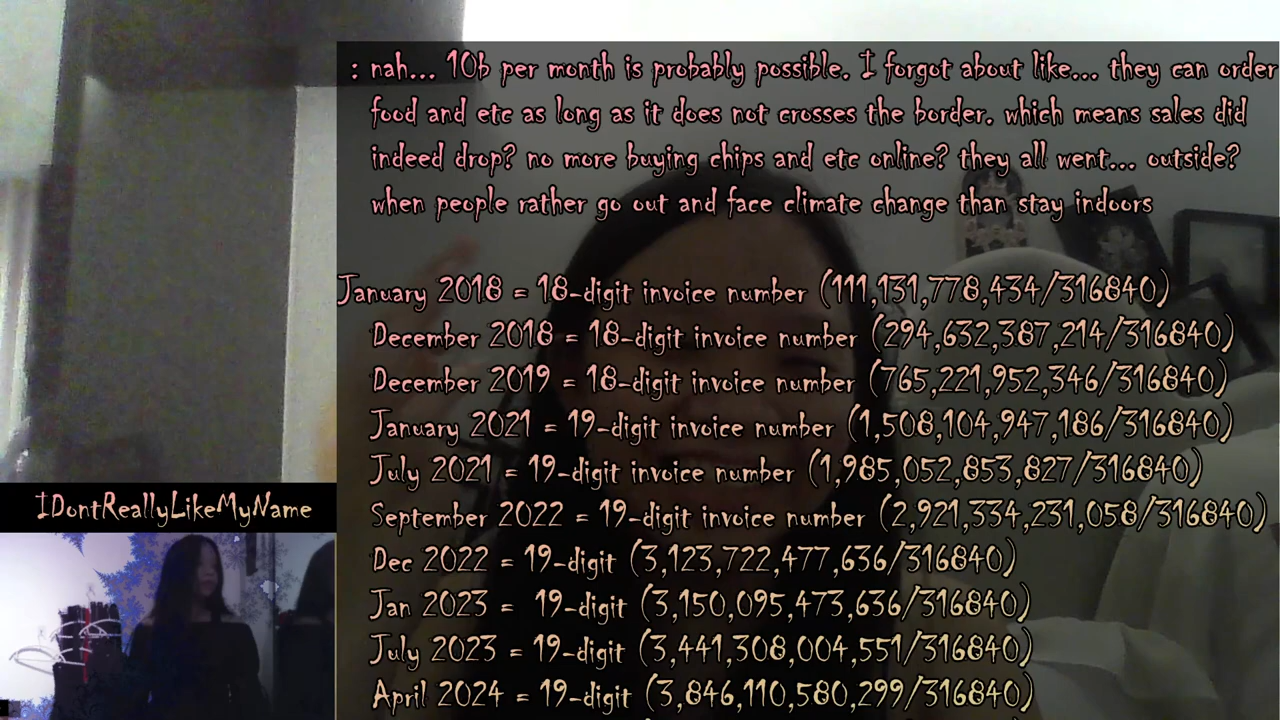 : nah... 10b per month is probably possible. I forgot about like... they can order
food and etc as long as it does not crosses the border. which means sales did
indeed drop? no more buying chips and etc online? they all went... outside?
when people rather go out and face climate change than stay indoors
January 2018 = 18-digit invoice number (111,131,778,434/316840)
December 2018 = 18-digit invoice number (294,632,387,214/316840)
December 2019 = 18-digit invoice number (765,221,952,346/316840)
January 2021 = 19-digit invoice number (1,508,104,947,186/316840)
July 2021 = 19-digit invoice number (1,985,052,853,827/316840)
September 2022 = 19-digit invoice number (2,921,334,231,058/316840)
Dec 2022 = 19-digit (3,123,722,477,636/316840)
Jan 2023 = 19-digit (3,150,095,473,636/316840)
July 2023 = 19-digit (3,441,308,004,551/316840)
April 2024 = 19-digit (3,846,110,580,299/316840)
IDontReallyLikeMyName